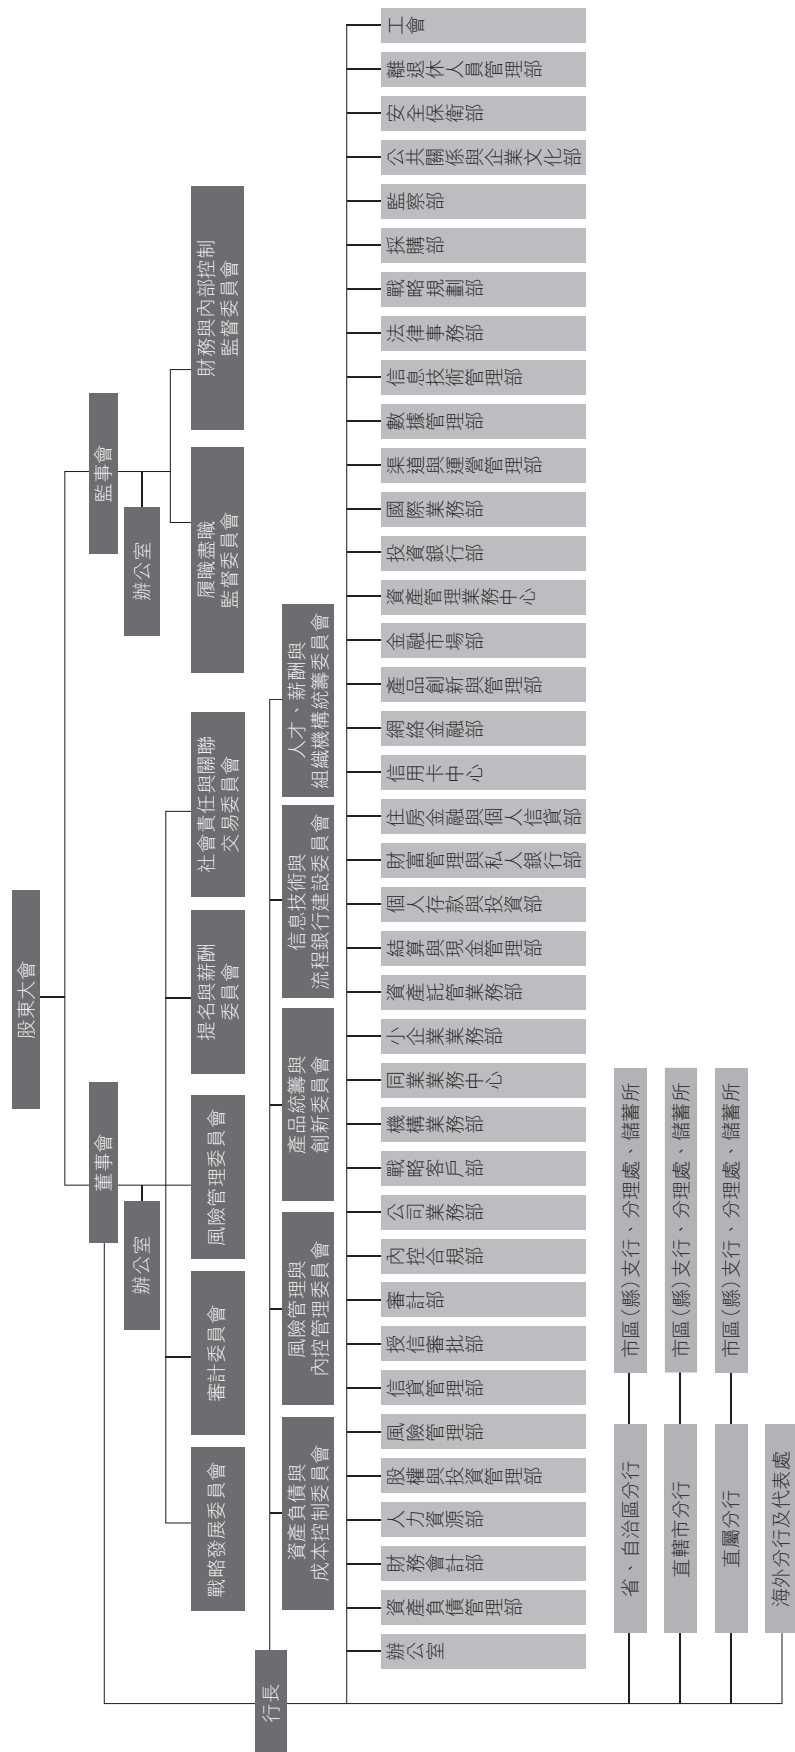 股東大會
董事會
監事會
辦公室
辦公室
戰略發展委員會
審計委員會
風險管理委員會
提名與薪酬
委員會
社會責任與關聯
交易委員會
履職盡職
監督委員會
財務與內部控制
監督委員會
行長
資產負債與
成本控制委員會
風險管理與
內控管理委員會
產品統籌與
創新委員會
信息技術與
流程銀行建設委員會
人才、薪酬與
組織機構統籌委員會
辦公室
資產負債管理部
財務會計部
人力資源部
股權與投資管理部
風險管理部
信貸管理部
授信審批部
審計部
內控合規部
公司業務部
戰略客戶部
機構業務部
同業業務中心
小企業業務部
資產託管業務部
結算與現金管理部
個人存款與投資部
財富管理與私人銀行部
住房金融與個人信貸部
信用卡中心
網絡金融部
產品創新與管理部
金融市場部
資產管理業務中心
投資銀行部
國際業務部
渠道與運營管理部
數據管理部
信息技術管理部
法律事務部
戰略規劃部
採購部
監察部
公共關係與企業文化部
安全保衛部
離退休人員管理部
工會
省、自治區分行
市區(縣)支行、分理處、儲蓄所
直轄市分行
市區(縣)支行、分理處、儲蓄所
直屬分行
市區(縣)支行、分理處、儲蓄所
海外分行及代表處